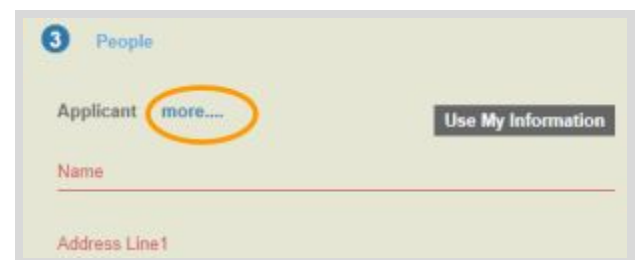 3 People
Applicant more....
Use My Information
Name
Address Line1